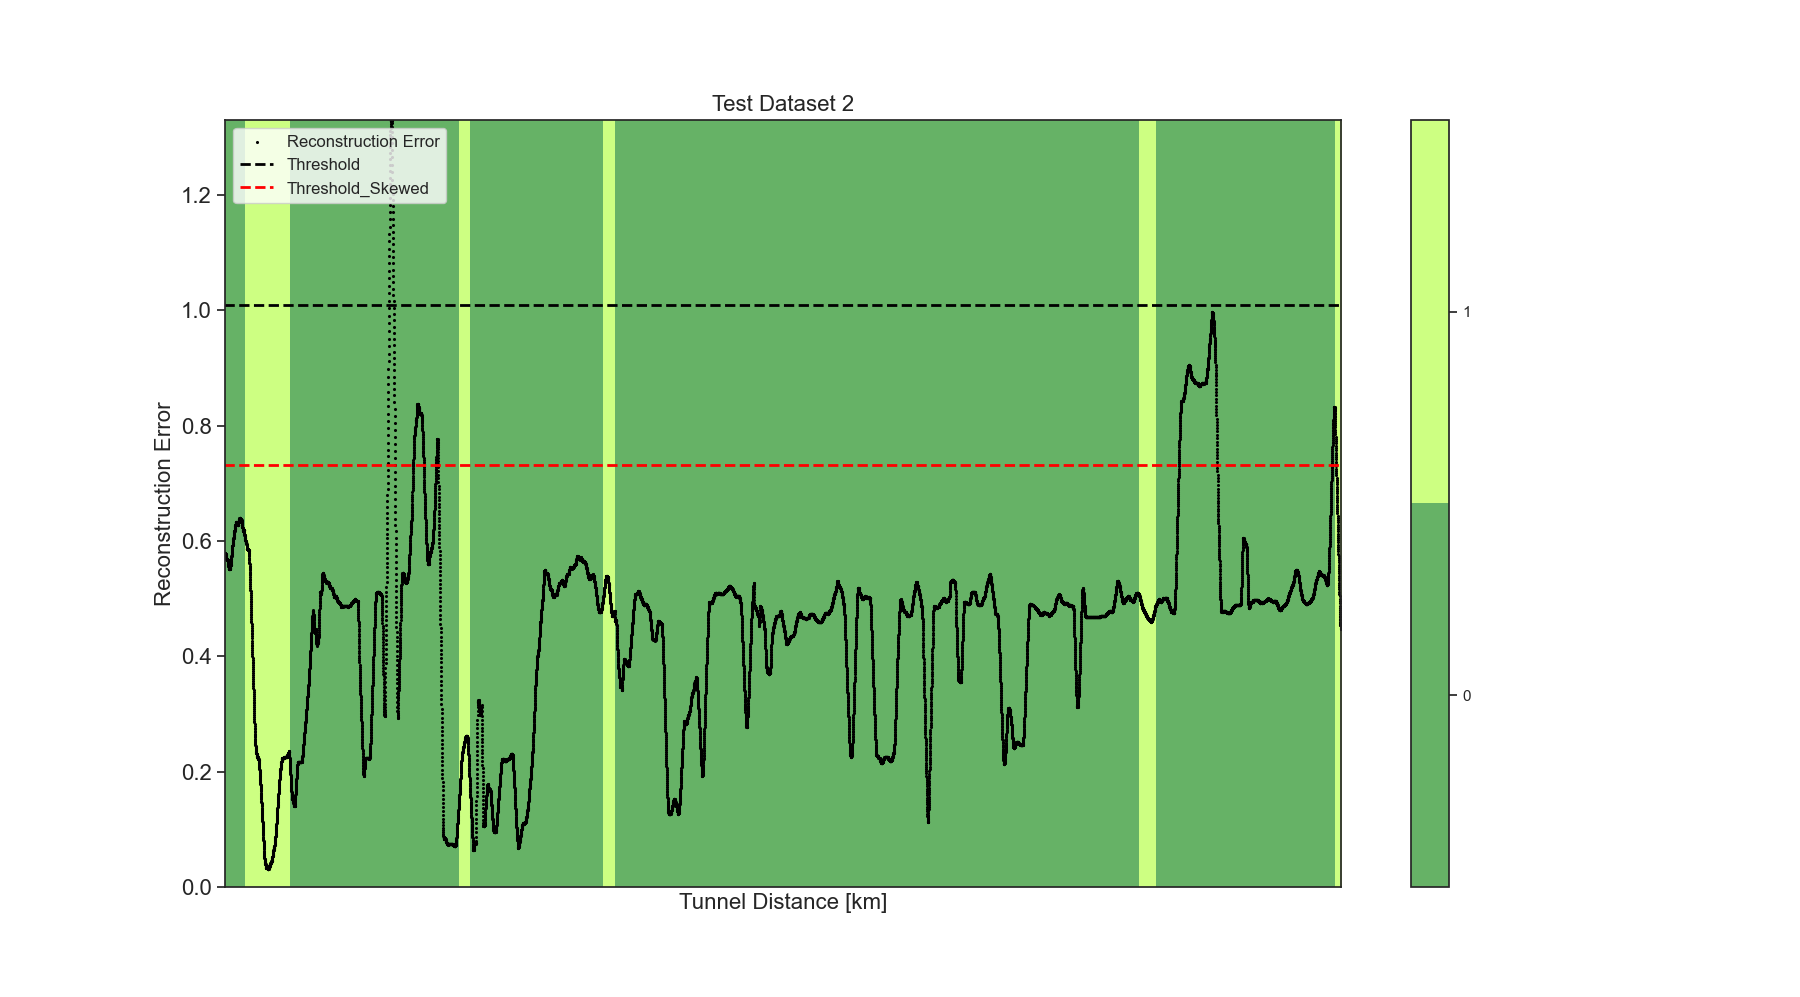 Test Dataset 2
Reconstruction Error
Threshold
Threshold_Skewed
1.2
1.0
0.8
0.6
0.4
0.2
0.0
Reconstruction Error
Tunnel Distance [km]
1
0